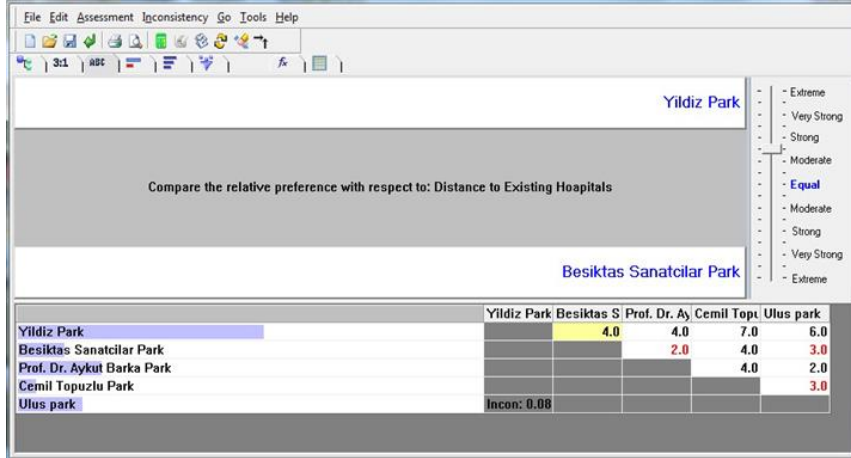 File Edit Assessment Inconsistency Go Tools Help
3:1 ABC fx
Yildiz Park
Extreme
Very Strong
Strong
Moderate
Equal
Moderate
Strong
Very Strong
Extreme
Compare the relative preference with respect to: Distance to Existing Hoapitals
Besiktas Sanatcilar Park
Yildiz Park Besiktas S Prof. Dr. Ay Cemil Topu Ulus park
Yildiz Park 4.0 4.0 7.0 6.0
Besiktas Sanatcilar Park 2.0 4.0 3.0
Prof. Dr. Aykut Barka Park 4.0 2.0
Cemil Topuzlu Park 3.0
Ulus park Incon: 0.08